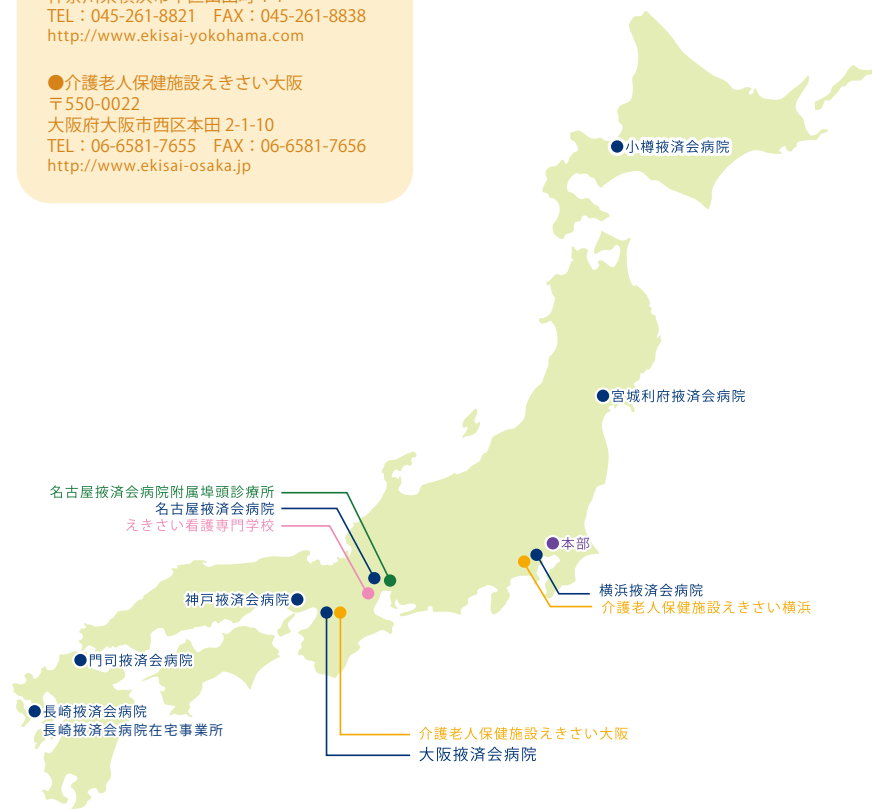 TEL：045-261-8821　FAX：045-261-8838
http://www.ekisai-yokohama.com
●介護老人保健施設えきさい大阪
〒550-0022
大阪府大阪市西区本田 2-1-10
TEL：06-6581-7655　FAX：06-6581-7656
http://www.ekisai-osaka.jp
小樽掖済会病院
宮城利府掖済会病院
名古屋掖済会病院附属埠頭診療所
名古屋掖済会病院
えきさい看護専門学校
本部
横浜掖済会病院
介護老人保健施設えきさい横浜
神戸掖済会病院
門司掖済会病院
長崎掖済会病院
長崎掖済会病院在宅事業所
介護老人保健施設えきさい大阪
大阪掖済会病院